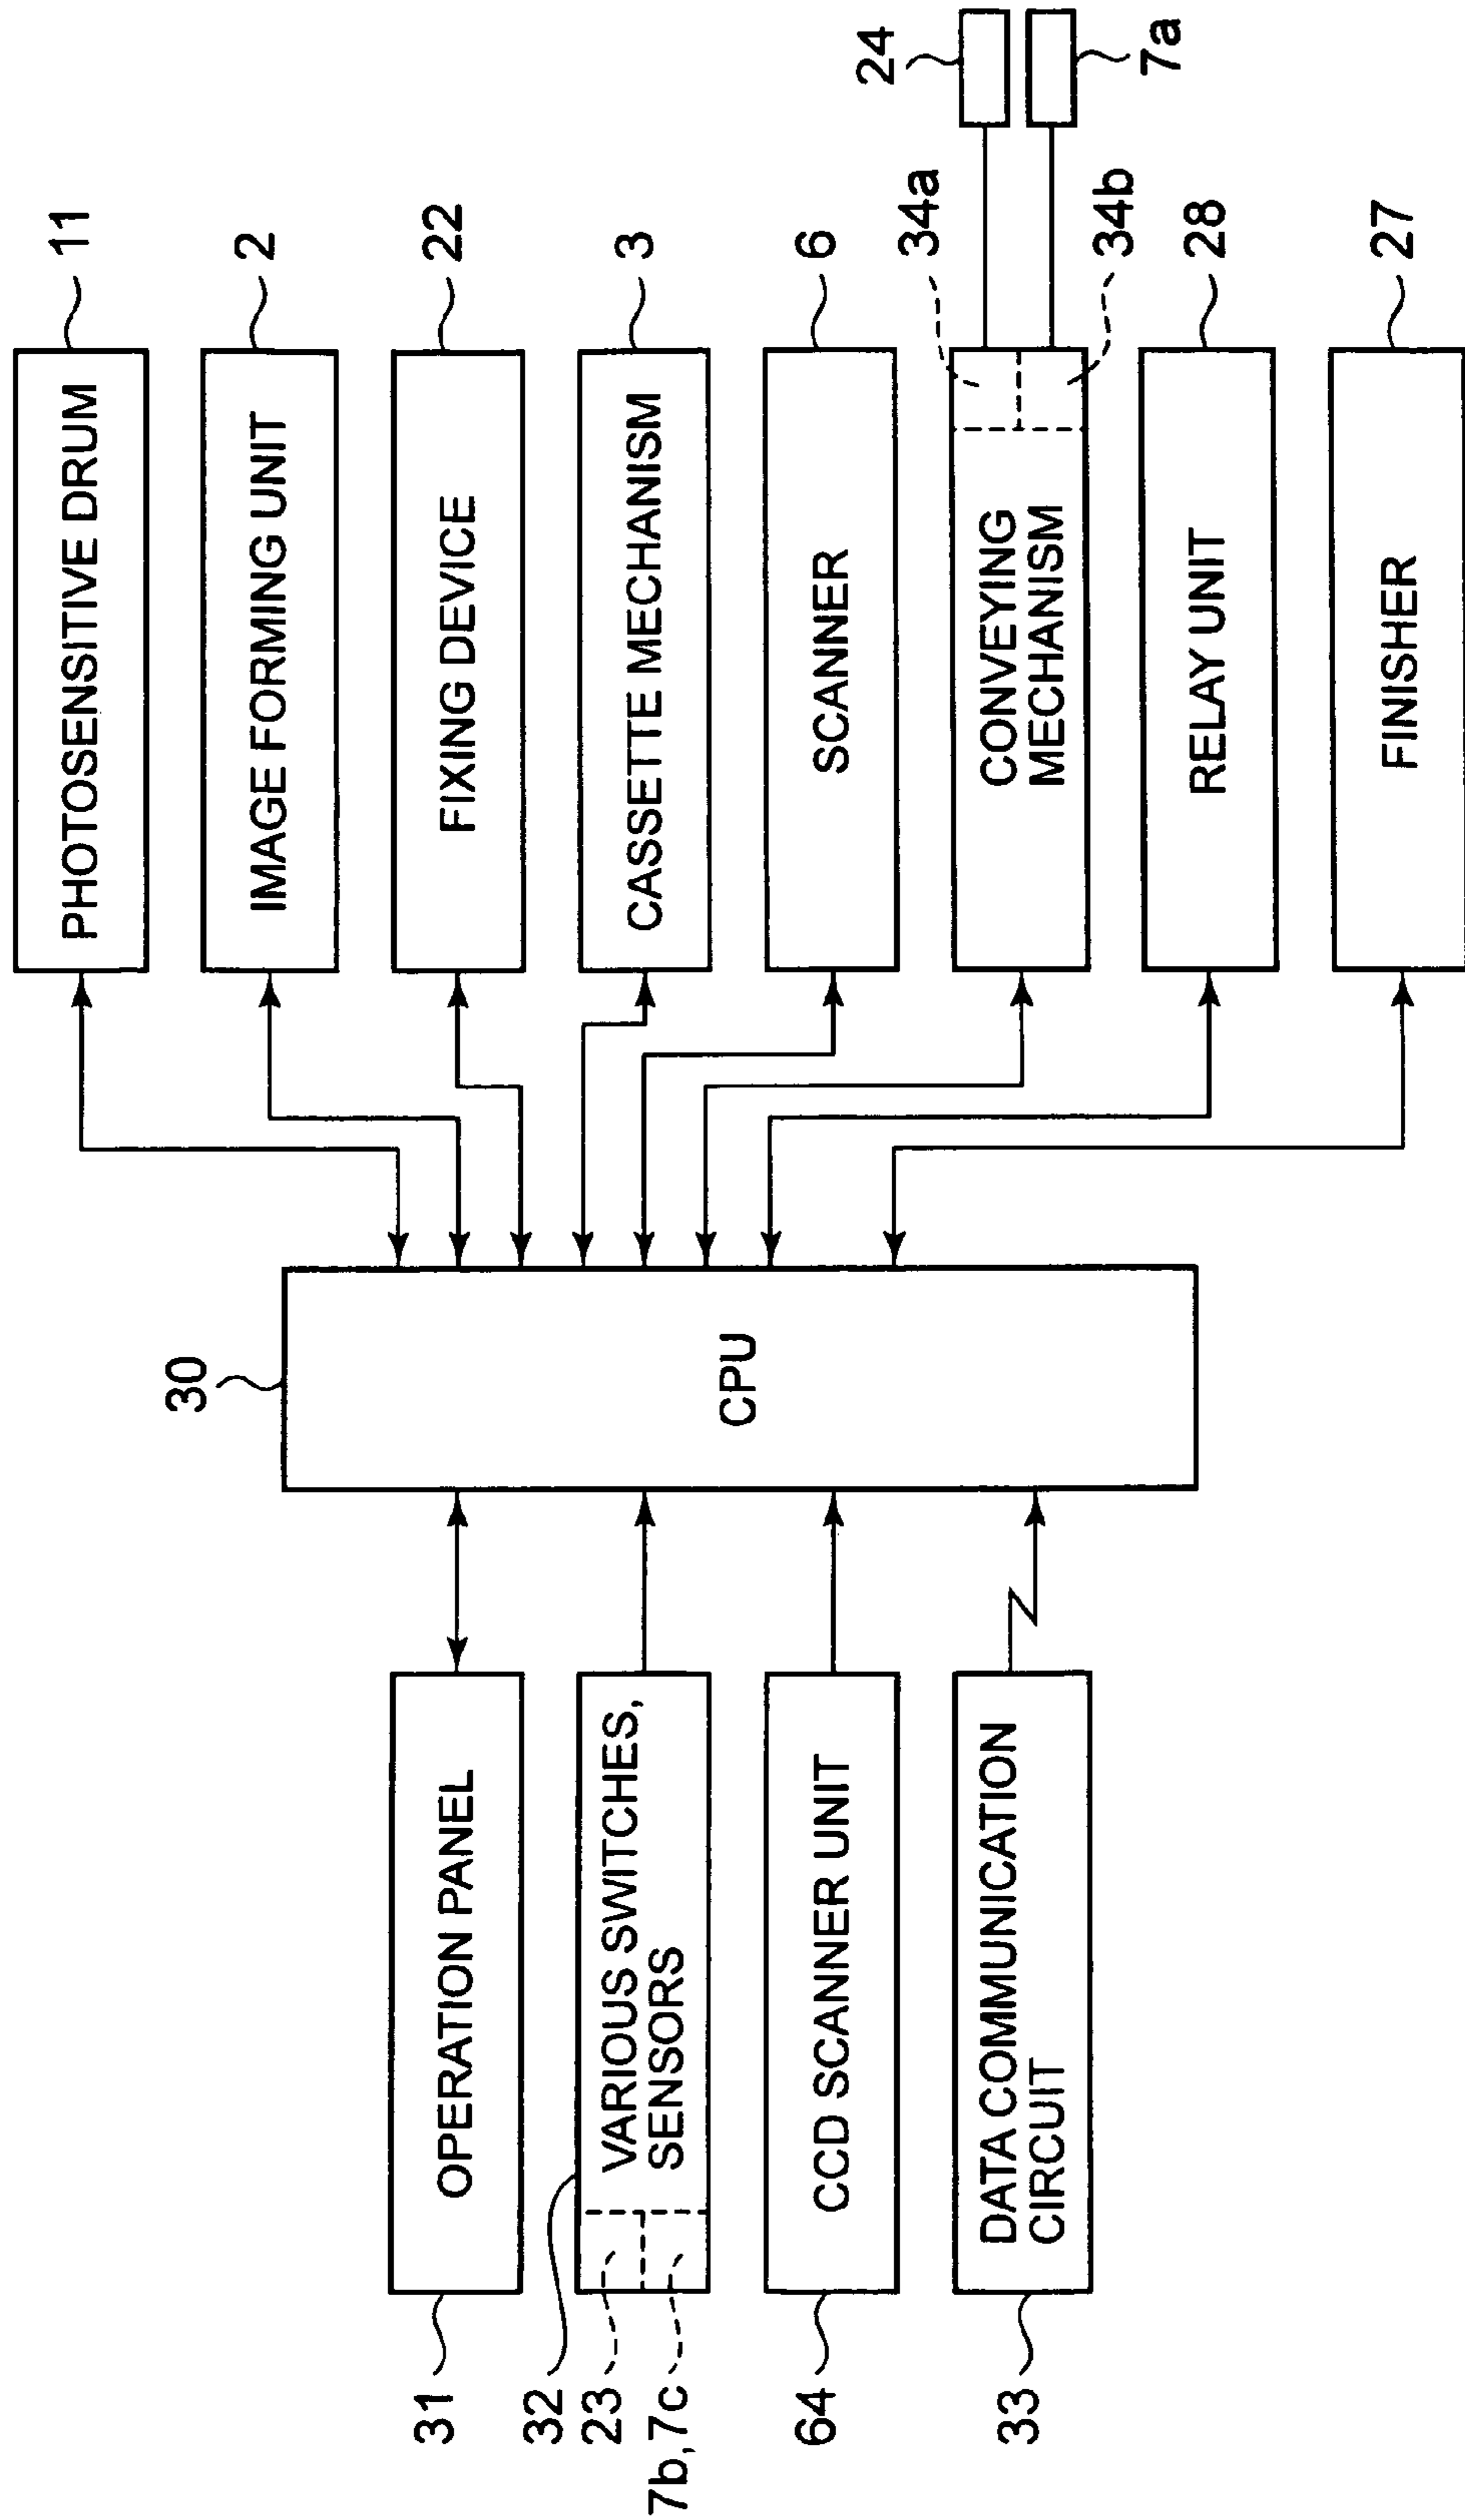 30
CPU
31
OPERATION PANEL
32
23
7b,7c
VARIOUS SWITCHES,
SENSORS
64
CCD SCANNER UNIT
33
DATA COMMUNICATION
CIRCUIT
PHOTOSENSITIVE DRUM
11
IMAGE FORMING UNIT
2
FIXING DEVICE
22
CASSETTE MECHANISM
3
SCANNER
6
CONVEYING
MECHANISM
34a
34b
24
7a
RELAY UNIT
28
FINISHER
27